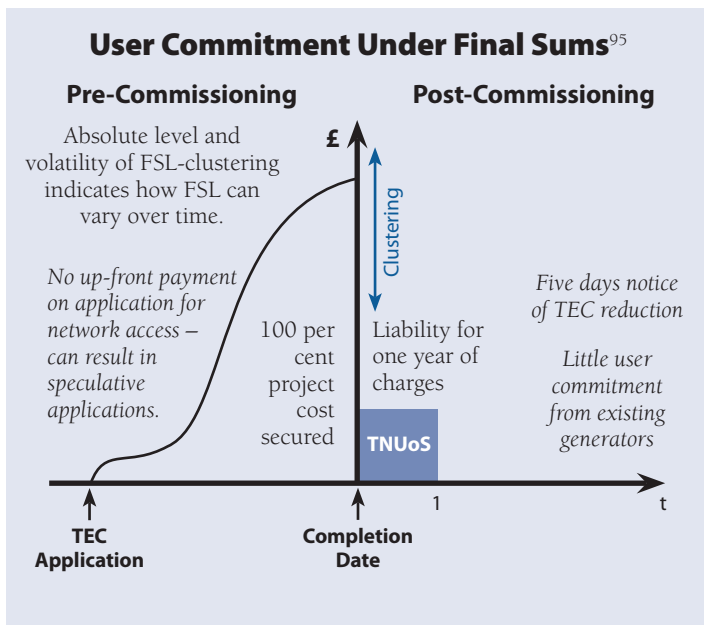 User Commitment Under Final Sums95
Pre-Commissioning
Post-Commissioning
Absolute level and
volatility of FSL-clustering
indicates how FSL can
vary over time.
£
Clustering
No up-front payment
on application for
network access –
can result in
speculative
applications.
100 per
cent
project
cost
secured
Liability for
one year of
charges
Five days notice
of TEC reduction
Little user
commitment
from existing
generators
TNUoS
1
t
TEC
Application
Completion
Date